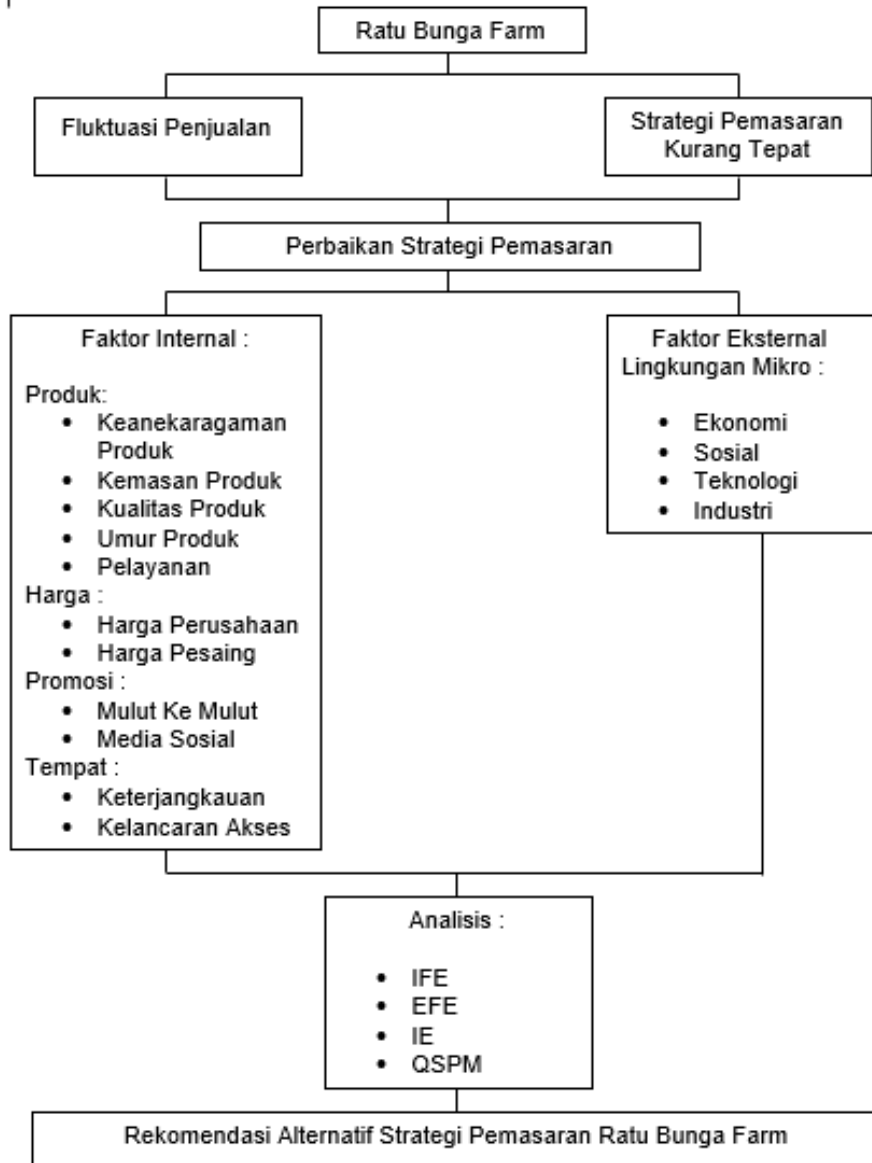 Ratu Bunga Farm
Fluktuasi Penjualan
Strategi Pemasaran
Kurang Tepat
Perbaikan Strategi Pemasaran
Faktor Internal :
Produk:
• Keanekaragaman
Produk
• Kemasan Produk
• Kualitas Produk
• Umur Produk
• Pelayanan
Harga :
• Harga Perusahaan
• Harga Pesaing
Promosi :
• Mulut Ke Mulut
• Media Sosial
Tempat :
• Keterjangkauan
• Kelancaran Akses
Faktor Eksternal
Lingkungan Mikro :
• Ekonomi
• Sosial
• Teknologi
• Industri
Analisis :
• IFE
• EFE
• IE
• QSPM
Rekomendasi Alternatif Strategi Pemasaran Ratu Bunga Farm